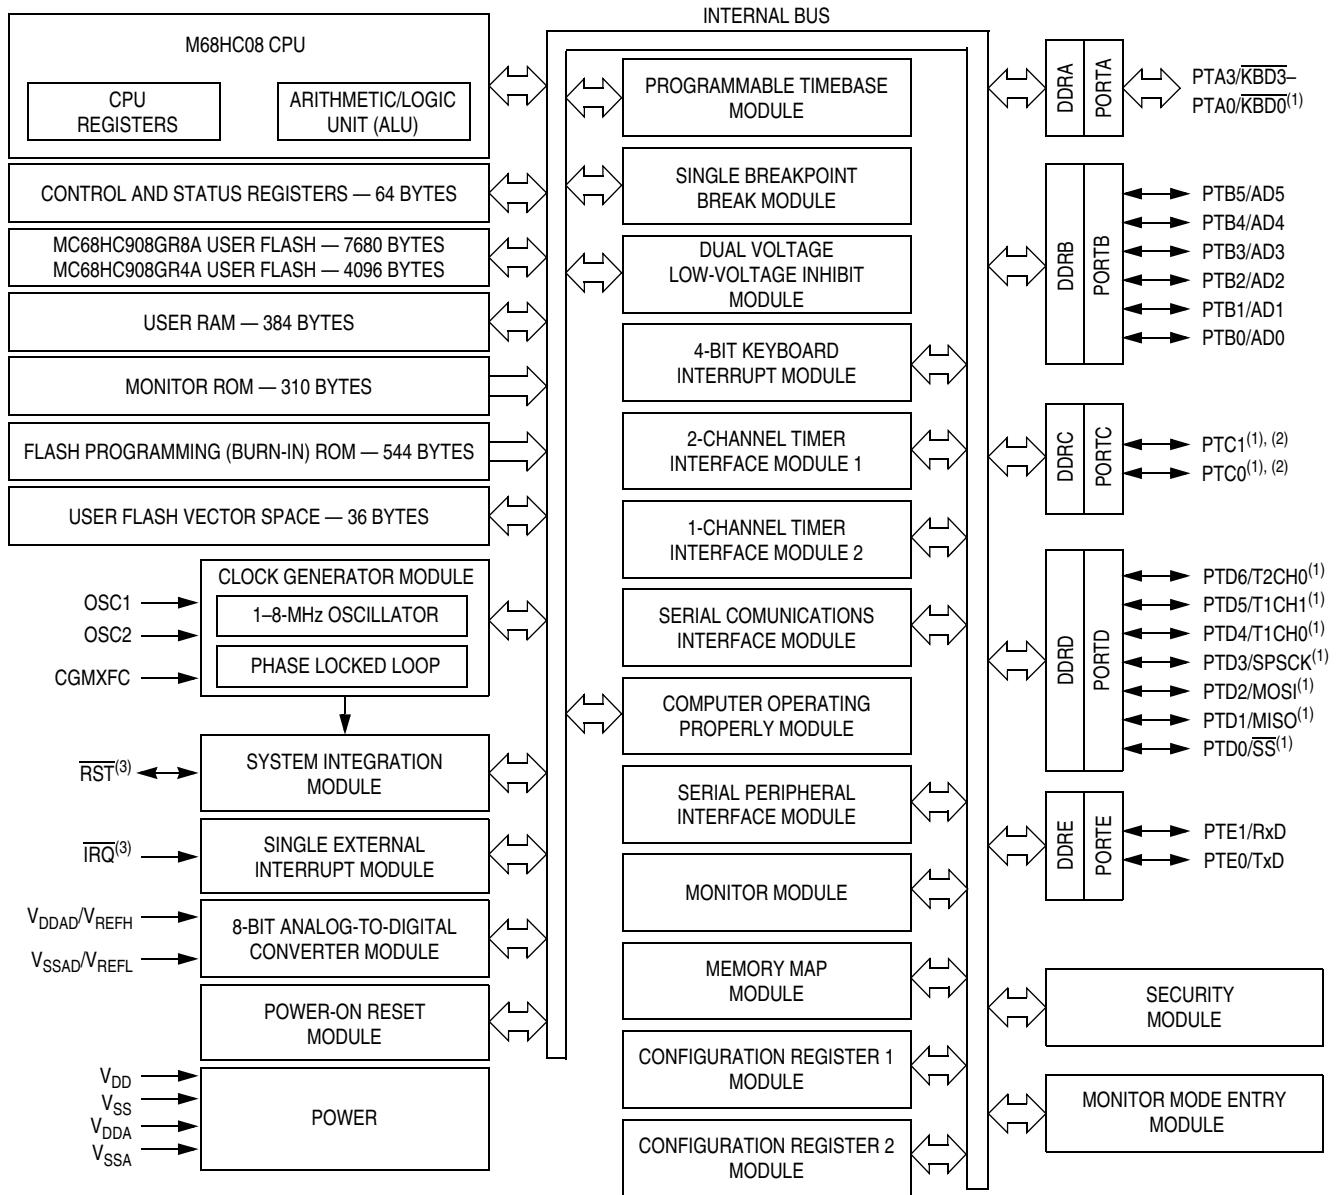 INTERNAL BUS
M68HC08 CPU
CPU
REGISTERS
ARITHMETIC/LOGIC
UNIT (ALU)
CONTROL AND STATUS REGISTERS — 64 BYTES
MC68HC908GR8A USER FLASH — 7680 BYTES
MC68HC908GR4A USER FLASH — 4096 BYTES
USER RAM — 384 BYTES
MONITOR ROM — 310 BYTES
FLASH PROGRAMMING (BURN-IN) ROM — 544 BYTES
USER FLASH VECTOR SPACE — 36 BYTES
CLOCK GENERATOR MODULE
1–8-MHz OSCILLATOR
PHASE LOCKED LOOP
OSC1
OSC2
CGMXFC
SYSTEM INTEGRATION
MODULE
RST(3)
SINGLE EXTERNAL
INTERRUPT MODULE
IRQ(3)
8-BIT ANALOG-TO-DIGITAL
CONVERTER MODULE
VDDAD/VREFH
VSSAD/VREFL
POWER-ON RESET
MODULE
POWER
VDD
VSS
VDDA
VSSA
PROGRAMMABLE TIMEBASE
MODULE
SINGLE BREAKPOINT
BREAK MODULE
DUAL VOLTAGE
LOW-VOLTAGE INHIBIT
MODULE
4-BIT KEYBOARD
INTERRUPT MODULE
2-CHANNEL TIMER
INTERFACE MODULE 1
1-CHANNEL TIMER
INTERFACE MODULE 2
SERIAL COMUNICATIONS
INTERFACE MODULE
COMPUTER OPERATING
PROPERLY MODULE
SERIAL PERIPHERAL
INTERFACE MODULE
MONITOR MODULE
MEMORY MAP
MODULE
CONFIGURATION REGISTER 1
MODULE
CONFIGURATION REGISTER 2
MODULE
DDRA
PORTA
PTA3/KBD3–
PTA0/KBD0(1)
DDRB
PORTB
PTB5/AD5
PTB4/AD4
PTB3/AD3
PTB2/AD2
PTB1/AD1
PTB0/AD0
DDRC
PORTC
PTC1(1), (2)
PTC0(1), (2)
DDRD
PORTD
PTD6/T2CH0(1)
PTD5/T1CH1(1)
PTD4/T1CH0(1)
PTD3/SPSCK(1)
PTD2/MOSI(1)
PTD1/MISO(1)
PTD0/SS(1)
DDRE
PORTE
PTE1/RxD
PTE0/TxD
SECURITY
MODULE
MONITOR MODE ENTRY
MODULE